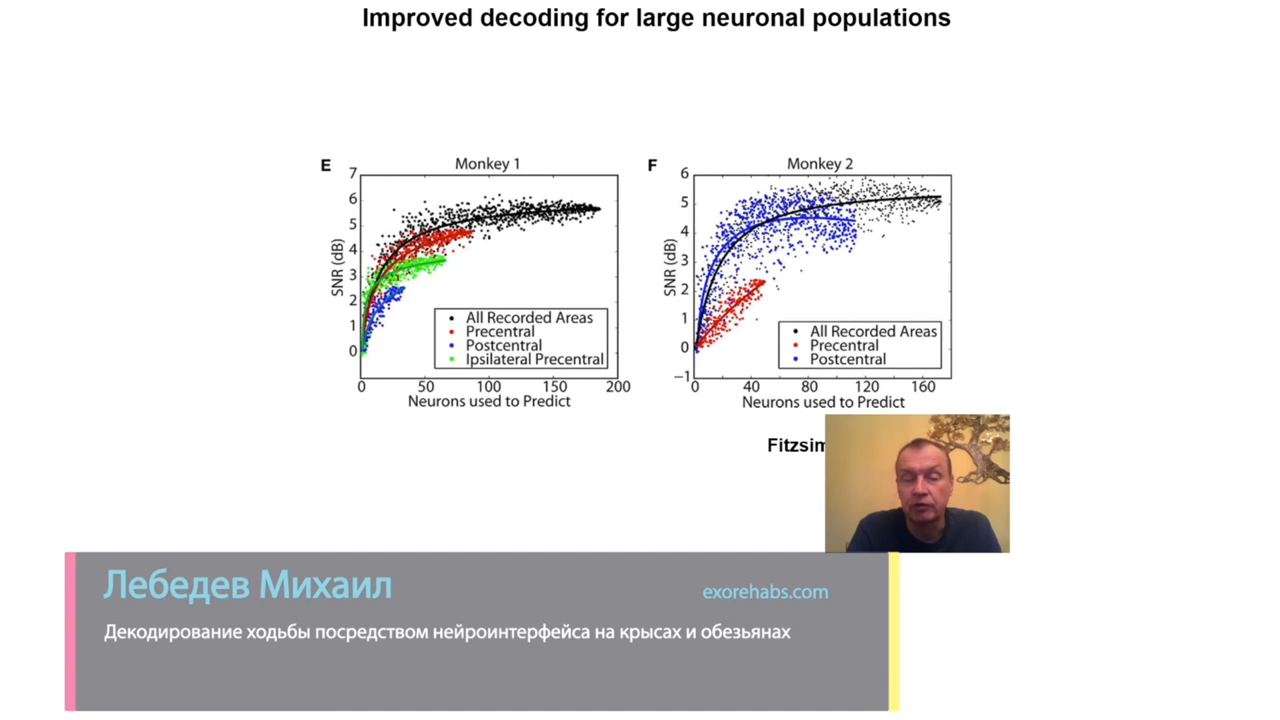 Improved decoding for large neuronal populations
E
Monkey 1
7
6
5
4
3
2
1
0
SNR (dB)
All Recorded Areas
Precentral
Postcentral
Ipsilateral Precentral
0 50 100 150 200
Neurons used to Predict
F
Monkey 2
6
5
4
3
2
1
0
−1
SNR (dB)
All Recorded Areas
Precentral
Postcentral
0 40 80 120 160
Neurons used to Predict
Лебедев Михаил
exorehabs.com
Декодирование ходьбы посредством нейроинтерфейса на крысах и обезьянах